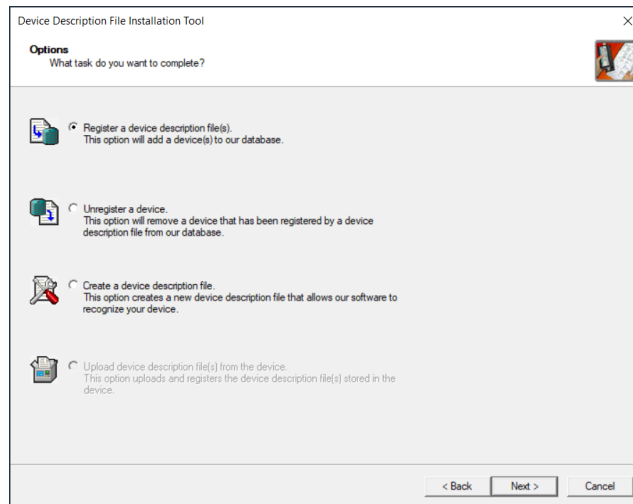 Device Description File Installation Tool
Options
What task do you want to complete?
Register a device description file(s).
This option will add a device(s) to our database.
Unregister a device.
This option will remove a device that has been registered by a device
description file from our database.
Create a device description file.
This option creates a new device description file that allows our software to
recognize your device.
Upload device description file(s) from the device.
This option uploads and registers the device description file(s) stored in the
device.
< Back
Next >
Cancel